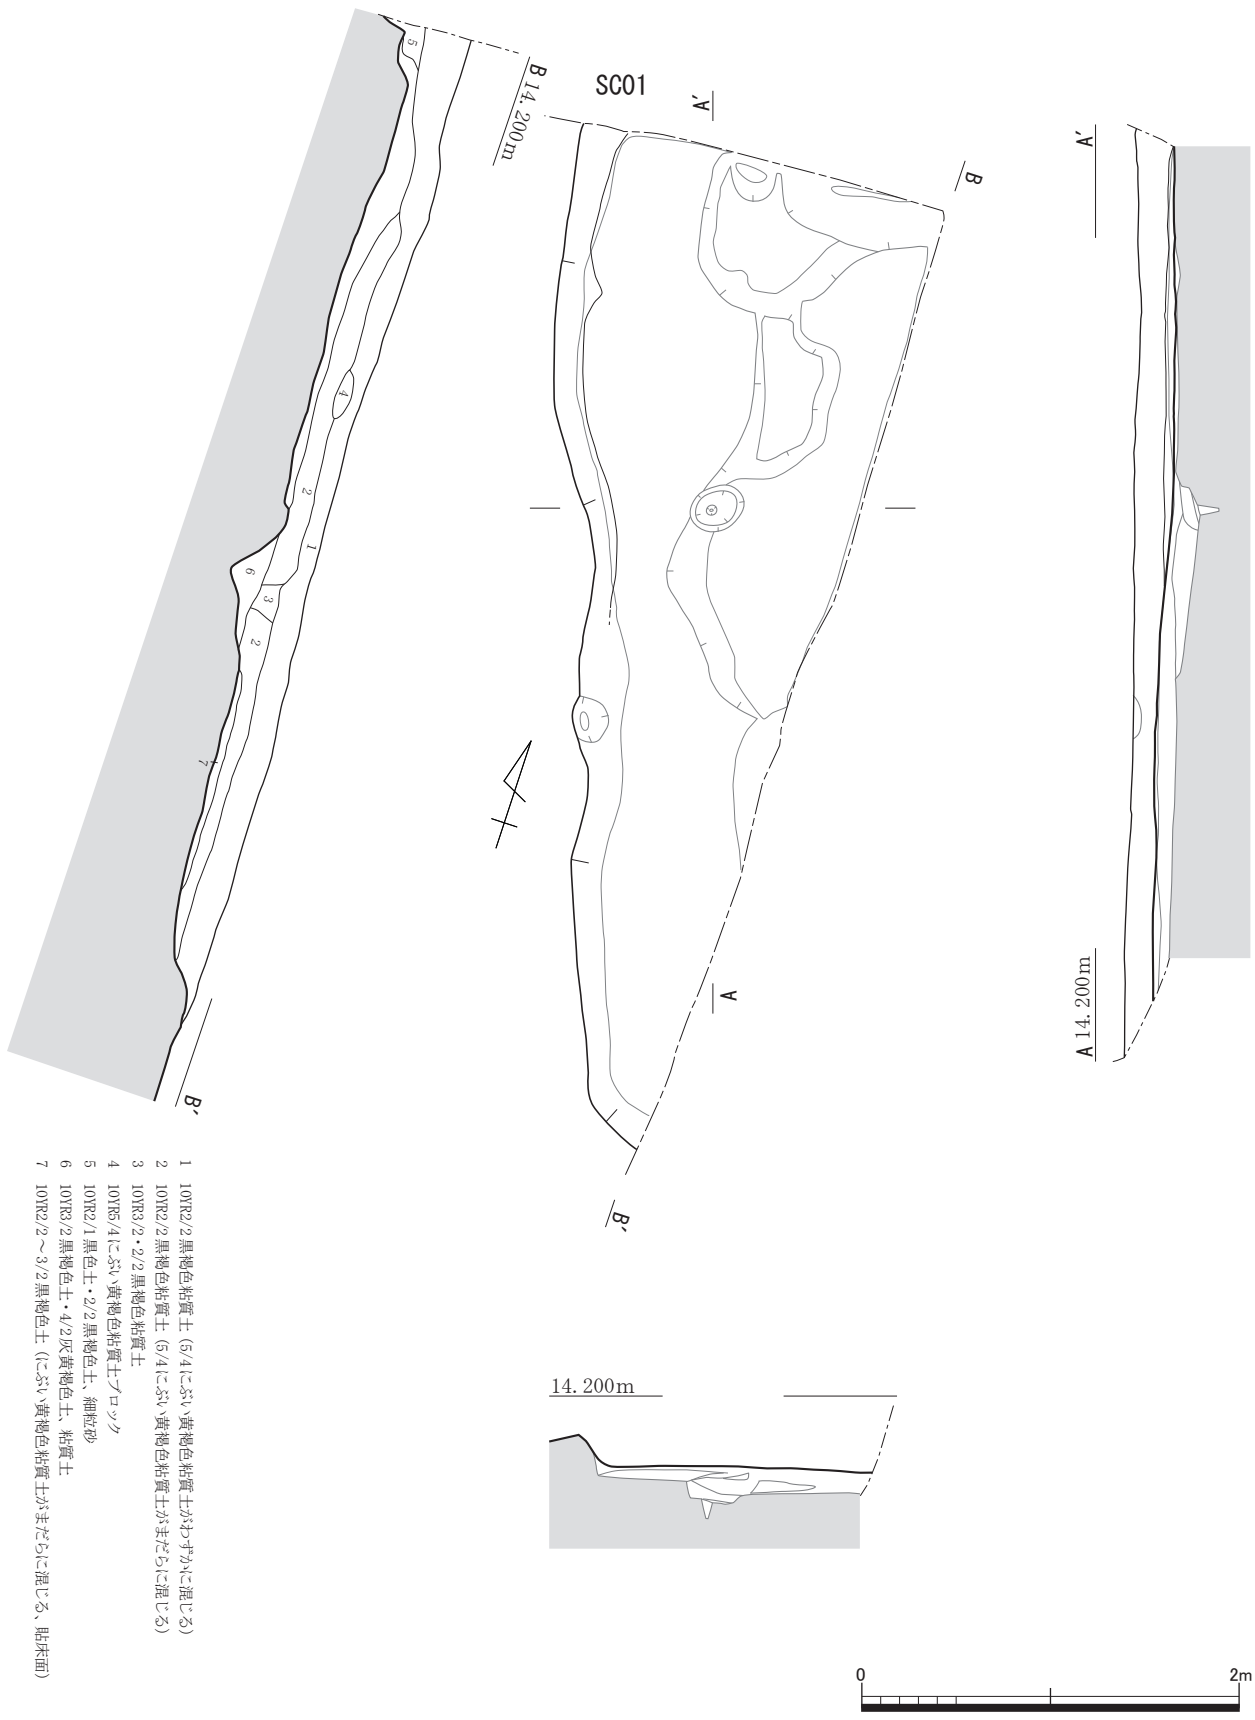 SC01
A'
B 14.200m
B
A'
5
4
2
1
6
3
2
7
A
A 14.200m
B'
B'
1 10YR2/2黒褐色粘質土（5/4にぶい黄褐色粘質土がわずかに混じる）
2 10YR2/2黒褐色粘質土（5/4にぶい黄褐色粘質土がまだらに混じる）
3 10YR3/2・2/2黒褐色粘質土
4 10YR5/4にぶい黄褐色粘質土ブロック
5 10YR2/1黒色土・2/2黒褐色土、細粒砂
6 10YR3/2黒褐色土・4/2灰黄褐色土、粘質土
7 10YR2/2～3/2黒褐色土（にぶい黄褐色粘質土がまだらに混じる、貼床面）
14.200m
0 2m